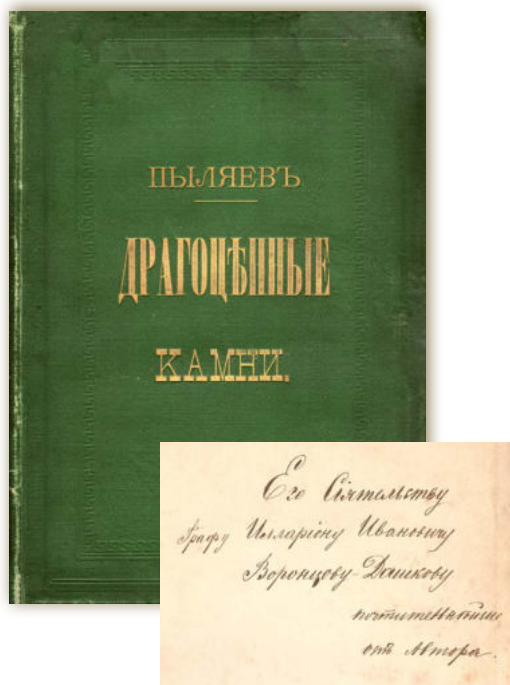 ПЫЛЯЕВЪ
ДРАГОЦѢННЫЕ
КАМНИ.
Его Сіятельству
Графу Илларіону Ивановичу
Воронцову-Дашкову
почтительнѣйше
отъ Автора.